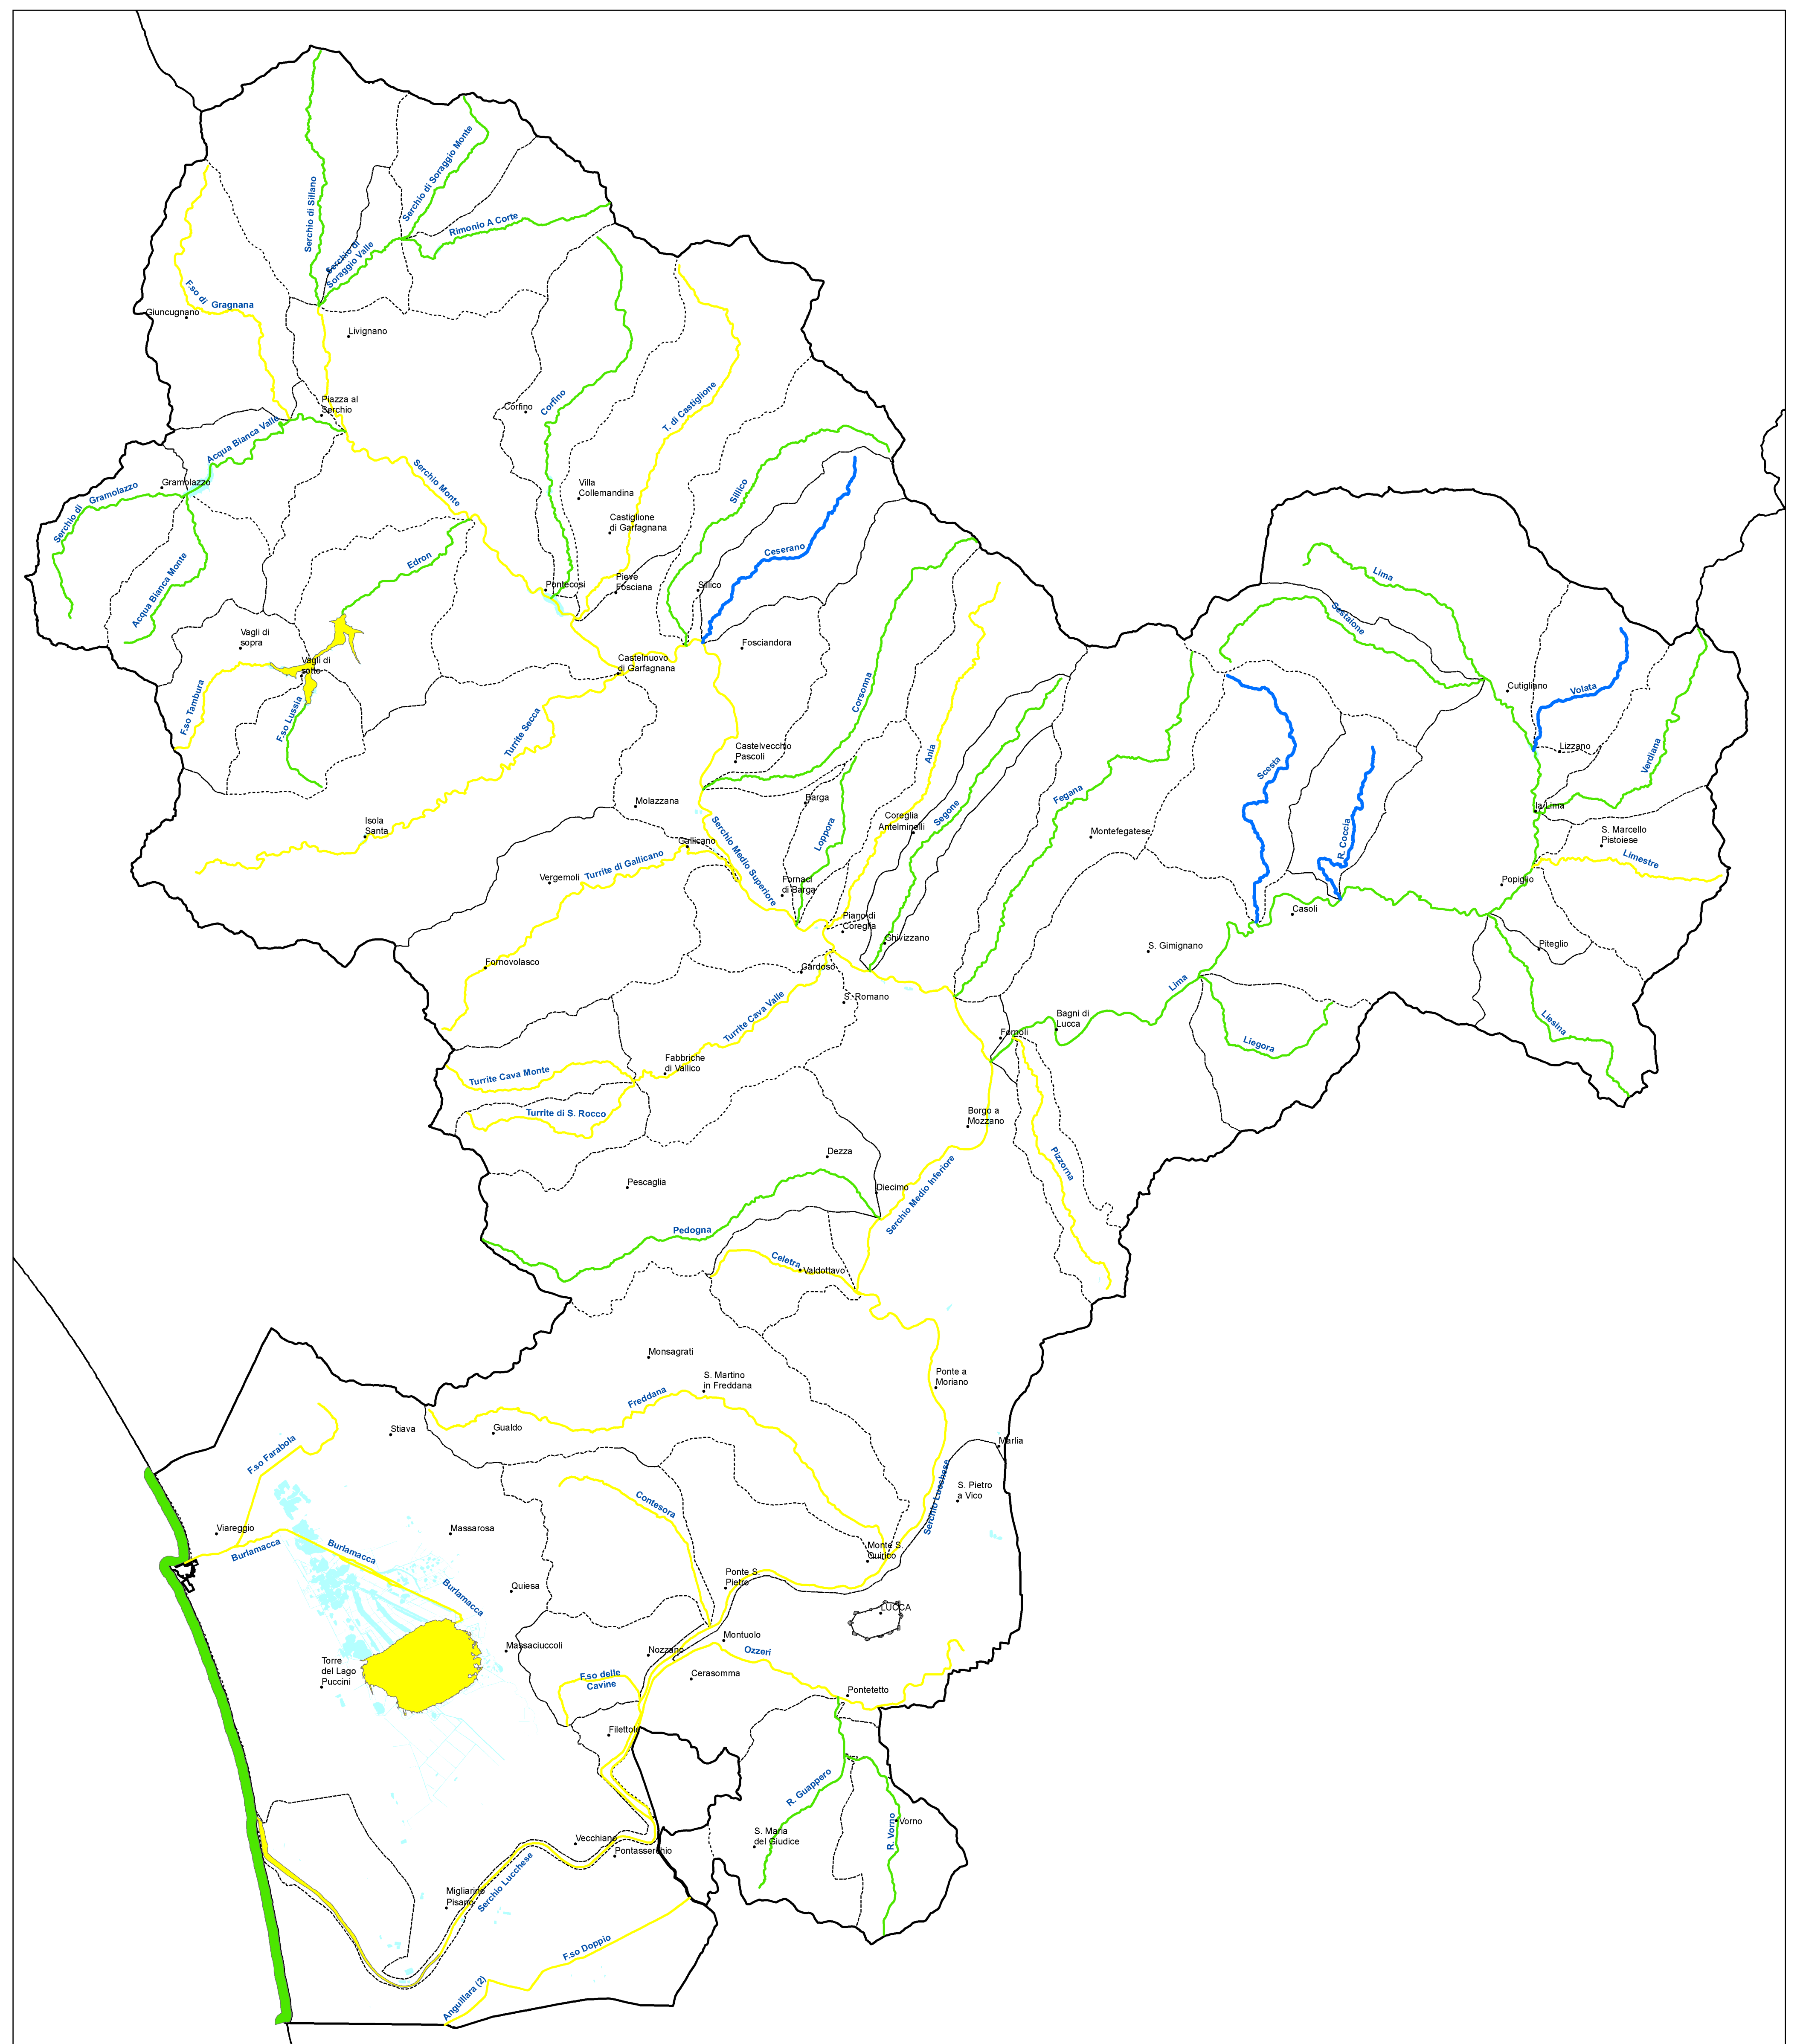 Serchio di Sillano
Serchio di Soraggio Monte
Rimonio A Corte
Serchio di
Soraggio Valle
F.so di
Gragnana
Giuncugnano
Livignano
Piazza al
Serchio
Corfino
Corfino
T. di Castiglione
Acqua Bianca Valle
Serchio Monte
Gramolazzo
Serchio di
Gramolazzo
Villa
Collemandina
Sillico
Castiglione
di Garfagnana
Ceserano
Edron
Acqua Bianca Monte
Pontecosi
Pieve
Fosciana
Sillico
Lima
Sestaione
Vagli di
sopra
Fosciandora
Vagli di
sotto
Castelnuovo
di Garfagnana
F.so Tambura
F.so Lussia
Turrite Secca
Corsonna
Cutigliano
Volata
Castelvecchio
Pascoli
Ania
Lizzano
Verdiana
Scesta
Molazzana
Barga
Fegana
la Lima
Isola
Santa
Serchio Medio Superiore
Loppora
Coreglia
Antelminelli
Segone
Montefegatese
R. Coccia
S. Marcello
Pistoiese
Limestre
Gallicano
Turrite di Gallicano
Vergemoli
Fornaci
di Barga
Popiglio
Casoli
Piano di
Coreglia
Ghivizzano
S. Gimignano
Piteglio
Fornovolasco
Gardoso
Lima
S. Romano
Turrite Cava Valle
Bagni di
Lucca
Liesina
Fornoli
Liegora
Fabbriche
di Vallico
Turrite Cava Monte
Turrite di S. Rocco
Borgo a
Mozzano
Dezza
Pizzorna
Pescaglia
Diecimo
Serchio Medio Inferiore
Pedogna
Celetra
Valdottavo
Monsagrati
S. Martino
in Freddana
Ponte a
Moriano
Freddana
Stiava
Gualdo
Marlia
F.so Farabola
Contesora
Serchio Lucchese
S. Pietro
a Vico
Viareggio
Massarosa
Burlamacca
Burlamacca
Burlamacca
Monte S.
Quirico
Ponte S.
Pietro
Quiesa
LUCCA
Massaciuccoli
Nozzano
Montuolo
Ozzeri
Torre
del Lago
Puccini
F.so delle
Cavine
Cerasomma
Pontetetto
Filettole
R. Guappero
Vorno
R. Vorno
S. Maria
del Giudice
Vecchiano
Pontasserchio
Migliarino
Pisano
Serchio Lucchese
F.so Doppio
Anguillara (2)